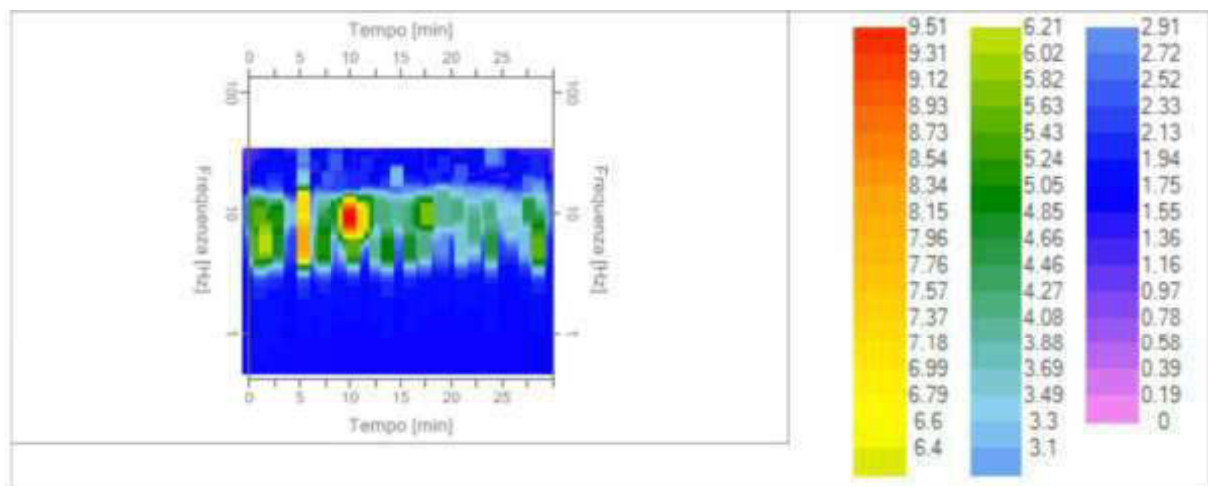 Tempo [min]
0 5 10 15 20 25
100 100
Frequenza [Hz] Frequenza [Hz]
10 10
1 1
0 5 10 15 20 25
Tempo [min]
9.51 6.21 2.91
9.31 6.02 2.72
9.12 5.82 2.52
8.93 5.63 2.33
8.73 5.43 2.13
8.54 5.24 1.94
8.34 5.05 1.75
8.15 4.85 1.55
7.96 4.66 1.36
7.76 4.46 1.16
7.57 4.27 0.97
7.37 4.08 0.78
7.18 3.88 0.58
6.99 3.69 0.39
6.79 3.49 0.19
6.6 3.3 0
6.4 3.1